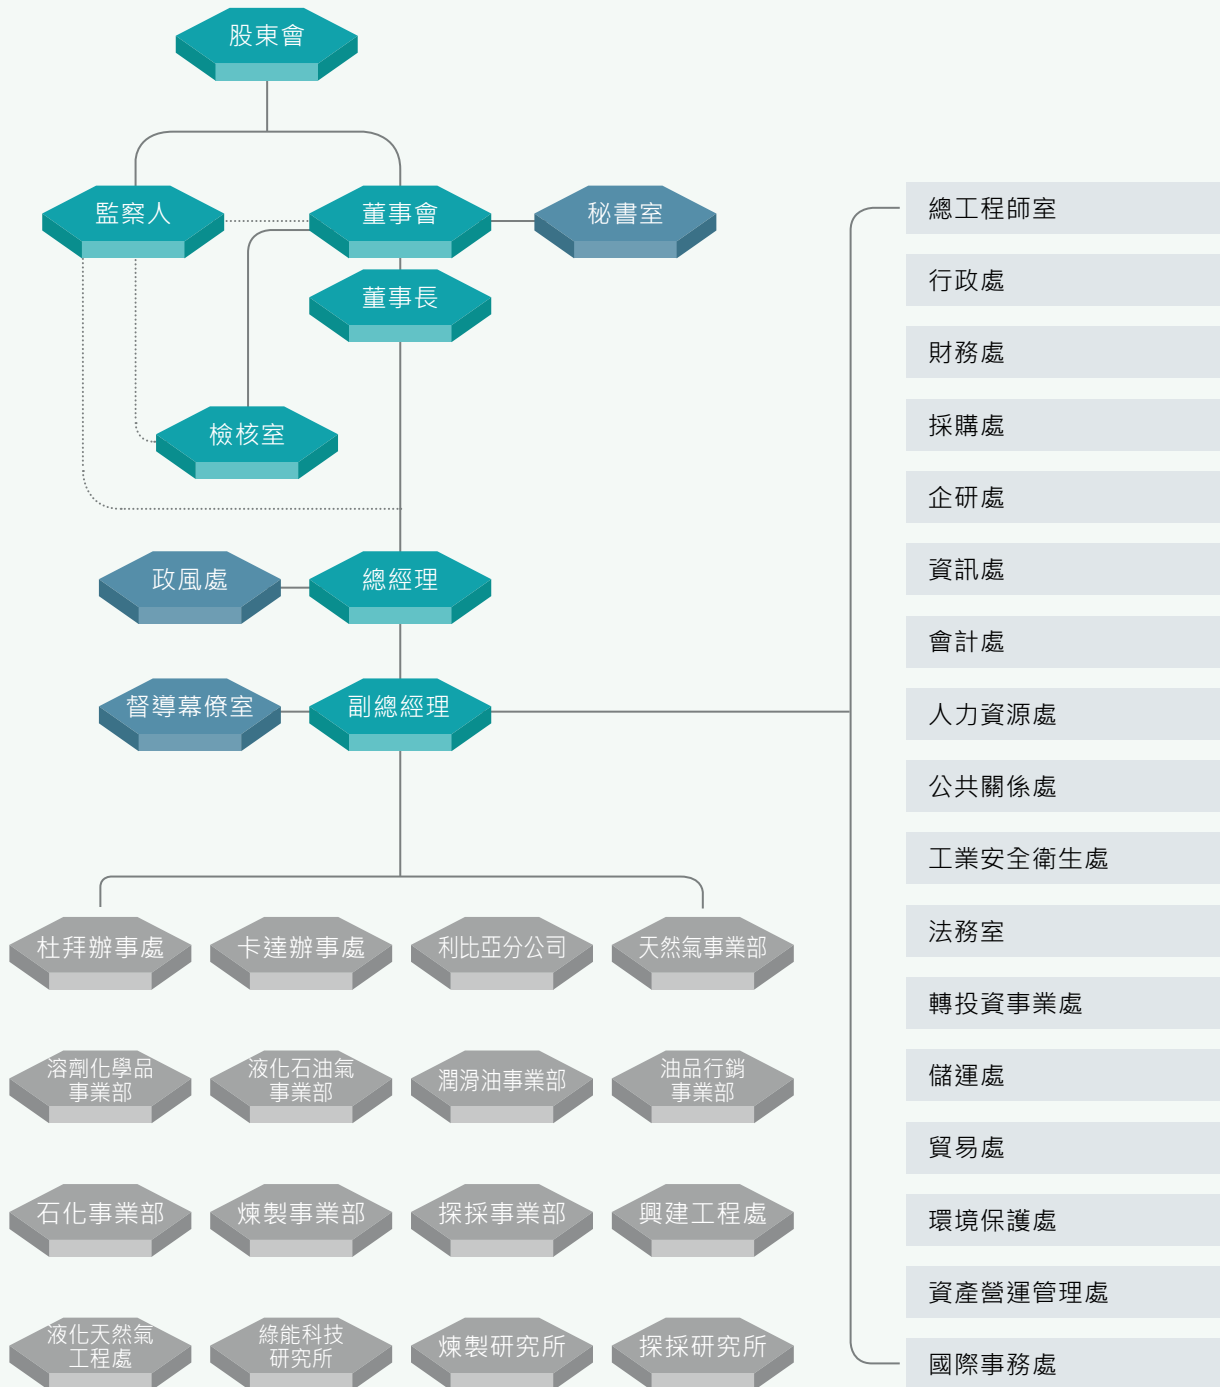 股東會
監察人
董事會
秘書室
董事長
檢核室
政風處
總經理
督導幕僚室
副總經理
杜拜辦事處
卡達辦事處
利比亞分公司
天然氣事業部
溶劑化學品
事業部
液化石油氣
事業部
潤滑油事業部
油品行銷
事業部
石化事業部
煉製事業部
探採事業部
興建工程處
液化天然氣
工程處
綠能科技
研究所
煉製研究所
探採研究所
總工程師室
行政處
財務處
採購處
企研處
資訊處
會計處
人力資源處
公共關係處
工業安全衛生處
法務室
轉投資事業處
儲運處
貿易處
環境保護處
資產營運管理處
國際事務處